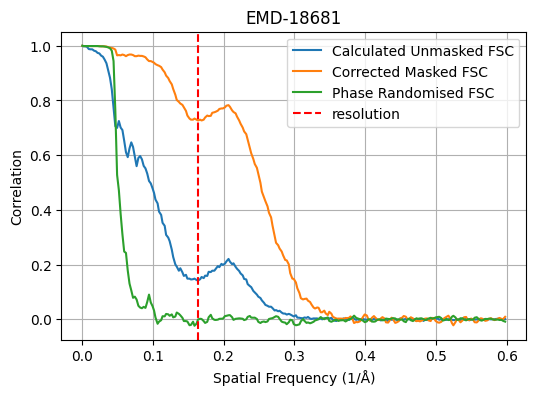 EMD-18681
Calculated Unmasked FSC
Corrected Masked FSC
Phase Randomised FSC
resolution
Correlation
1.0
0.8
0.6
0.4
0.2
0.0
0.0 0.1 0.2 0.3 0.4 0.5 0.6
Spatial Frequency (1/Å)